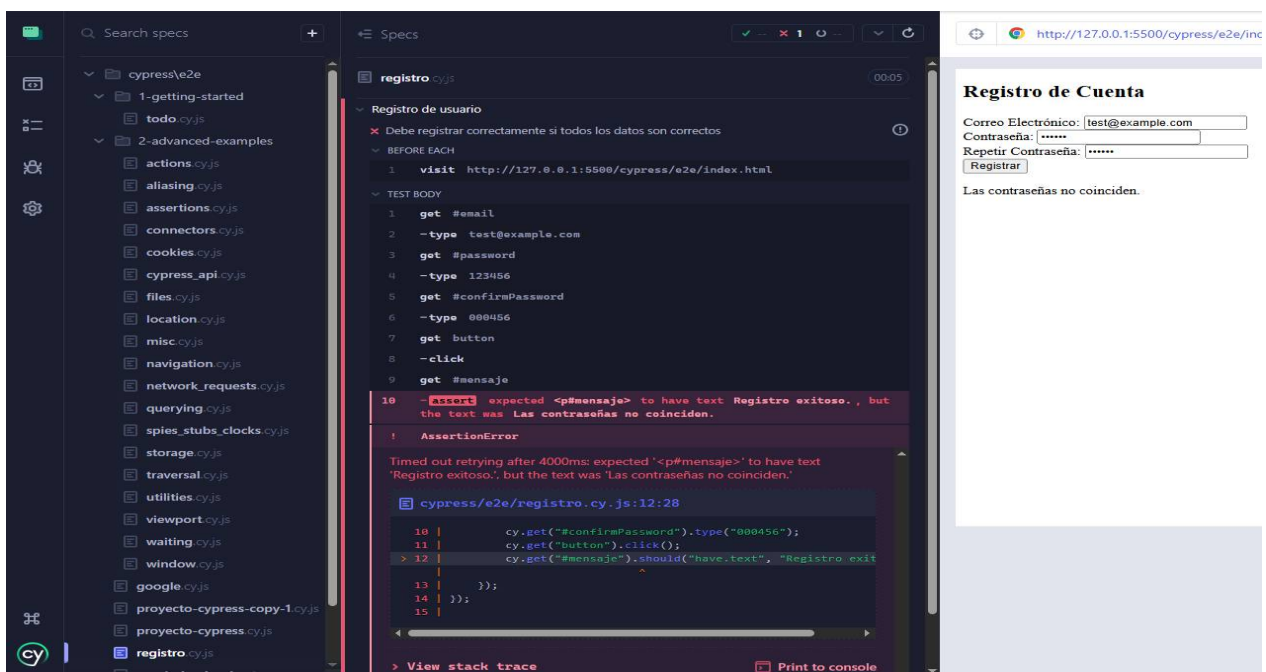 Search specs
+
cypress\e2e
1-getting-started
todo.cy.js
2-advanced-examples
actions.cy.js
aliasing.cy.js
assertions.cy.js
connectors.cy.js
cookies.cy.js
cypress_api.cy.js
files.cy.js
location.cy.js
misc.cy.js
navigation.cy.js
network_requests.cy.js
querying.cy.js
spies_stubs_clocks.cy.js
storage.cy.js
traversal.cy.js
utilities.cy.js
viewport.cy.js
waiting.cy.js
window.cy.js
google.cy.js
proyecto-cypress-copy-1.cy.js
proyecto-cypress.cy.js
registro.cy.js
cy
Specs
-- 1 --
registro.cy.js 00:05
Registro de usuario
Debe registrar correctamente si todos los datos son correctos
BEFORE EACH
1 visit http://127.0.0.1:5500/cypress/e2e/index.html
TEST BODY
1 get #email
2 -type test@example.com
3 get #password
4 -type 123456
5 get #confirmPassword
6 -type 000456
7 get button
8 -click
9 get #mensaje
10 -assert expected <p#mensaje> to have text Registro exitoso. , but
the text was Las contraseñas no coinciden.
! AssertionError
Timed out retrying after 4000ms: expected '<p#mensaje>' to have text
'Registro exitoso.', but the text was 'Las contraseñas no coinciden.'
cypress/e2e/registro.cy.js:12:28
10 | cy.get("#confirmPassword").type("000456");
11 | cy.get("button").click();
> 12 | cy.get("#mensaje").should("have.text", "Registro exit
| ^
13 | });
14 | });
15 |
> View stack trace Print to console
http://127.0.0.1:5500/cypress/e2e/inc
Registro de Cuenta
Correo Electrónico: test@example.com
Contraseña: ••••••
Repetir Contraseña: ••••••
Registrar
Las contraseñas no coinciden.